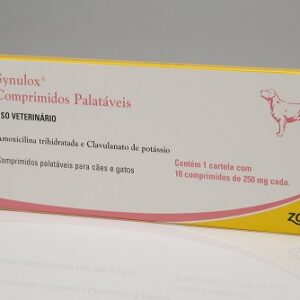 Synulox®
Comprimidos Palatáveis
USO VETERINÁRIO
Amoxicilina trihidratada e Clavulanato de potássio
Comprimidos palatáveis para cães e gatos
Contém 1 cartela com
10 comprimidos de 250 mg cada.